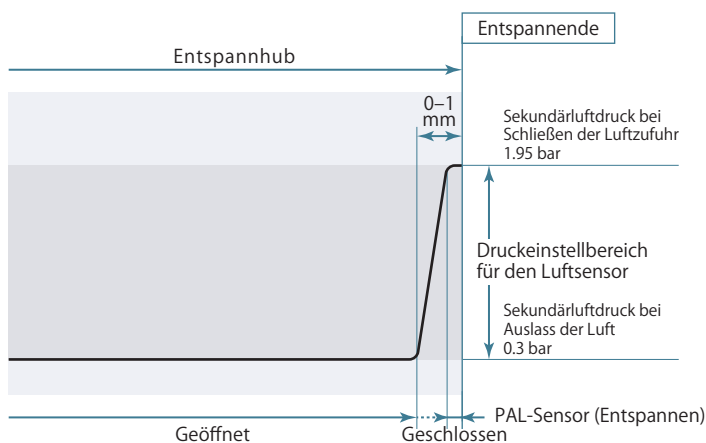 Entspannende
Entspannhub
0–1
mm
Sekundärluftdruck bei
Schließen der Luftzufuhr
1.95 bar
Druckeinstellbereich
für den Luftsensor
Sekundärluftdruck bei
Auslass der Luft
0.3 bar
PAL-Sensor (Entspannen)
Geöffnet
Geschlossen